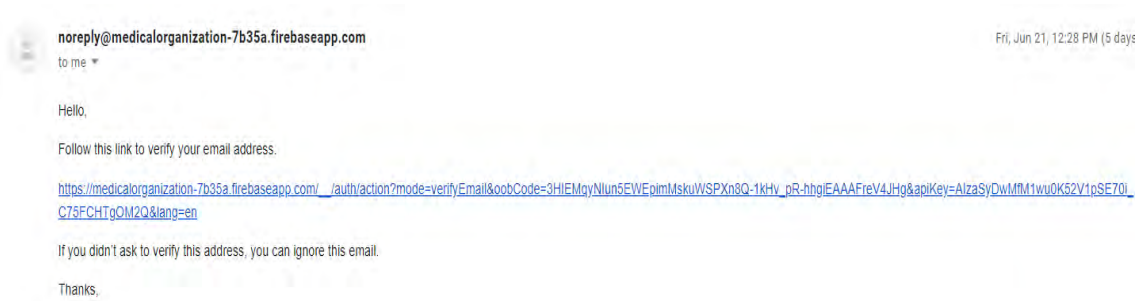 noreply@medicalorganization-7b35a.firebaseapp.com
Fri, Jun 21, 12:28 PM (5 days
to me
Hello,
Follow this link to verify your email address.
https://medicalorganization-7b35a.firebaseapp.com/__/auth/action?mode=verifyEmail&oobCode=3HIEMqyNlun5EWEpimMskuWSPXn8Q-1kHv_pR-hhgiEAAAFreV4JHg&apiKey=AIzaSyDwMfM1wu0K52V1pSE70i_
C75FCHTgOM2Q&lang=en
If you didn't ask to verify this address, you can ignore this email.
Thanks,